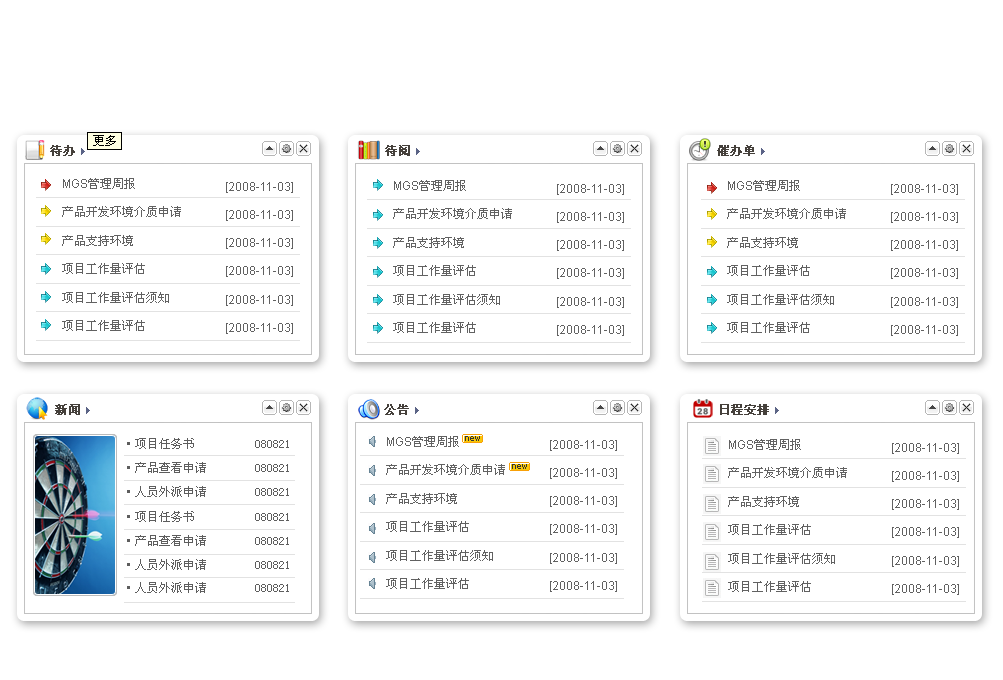 待办
更多
MGS管理周报 [2008-11-03]
产品开发环境介质申请 [2008-11-03]
产品支持环境 [2008-11-03]
项目工作量评估 [2008-11-03]
项目工作量评估须知 [2008-11-03]
项目工作量评估 [2008-11-03]
待阅
MGS管理周报 [2008-11-03]
产品开发环境介质申请 [2008-11-03]
产品支持环境 [2008-11-03]
项目工作量评估 [2008-11-03]
项目工作量评估须知 [2008-11-03]
项目工作量评估 [2008-11-03]
催办单
MGS管理周报 [2008-11-03]
产品开发环境介质申请 [2008-11-03]
产品支持环境 [2008-11-03]
项目工作量评估 [2008-11-03]
项目工作量评估须知 [2008-11-03]
项目工作量评估 [2008-11-03]
新闻
项目任务书 080821
产品查看申请 080821
人员外派申请 080821
项目任务书 080821
产品查看申请 080821
人员外派申请 080821
人员外派申请 080821
公告
MGS管理周报 new [2008-11-03]
产品开发环境介质申请 new [2008-11-03]
产品支持环境 [2008-11-03]
项目工作量评估 [2008-11-03]
项目工作量评估须知 [2008-11-03]
项目工作量评估 [2008-11-03]
28 日程安排
MGS管理周报 [2008-11-03]
产品开发环境介质申请 [2008-11-03]
产品支持环境 [2008-11-03]
项目工作量评估 [2008-11-03]
项目工作量评估须知 [2008-11-03]
项目工作量评估 [2008-11-03]